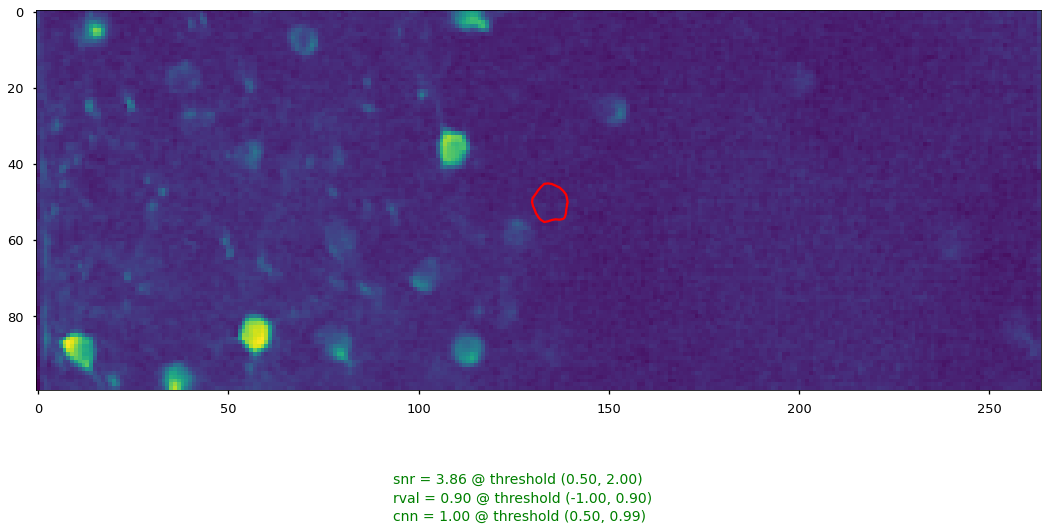 0
20
40
60
80
0 50 100 150 200 250
snr = 3.86 @ threshold (0.50, 2.00)
rval = 0.90 @ threshold (-1.00, 0.90)
cnn = 1.00 @ threshold (0.50, 0.99)